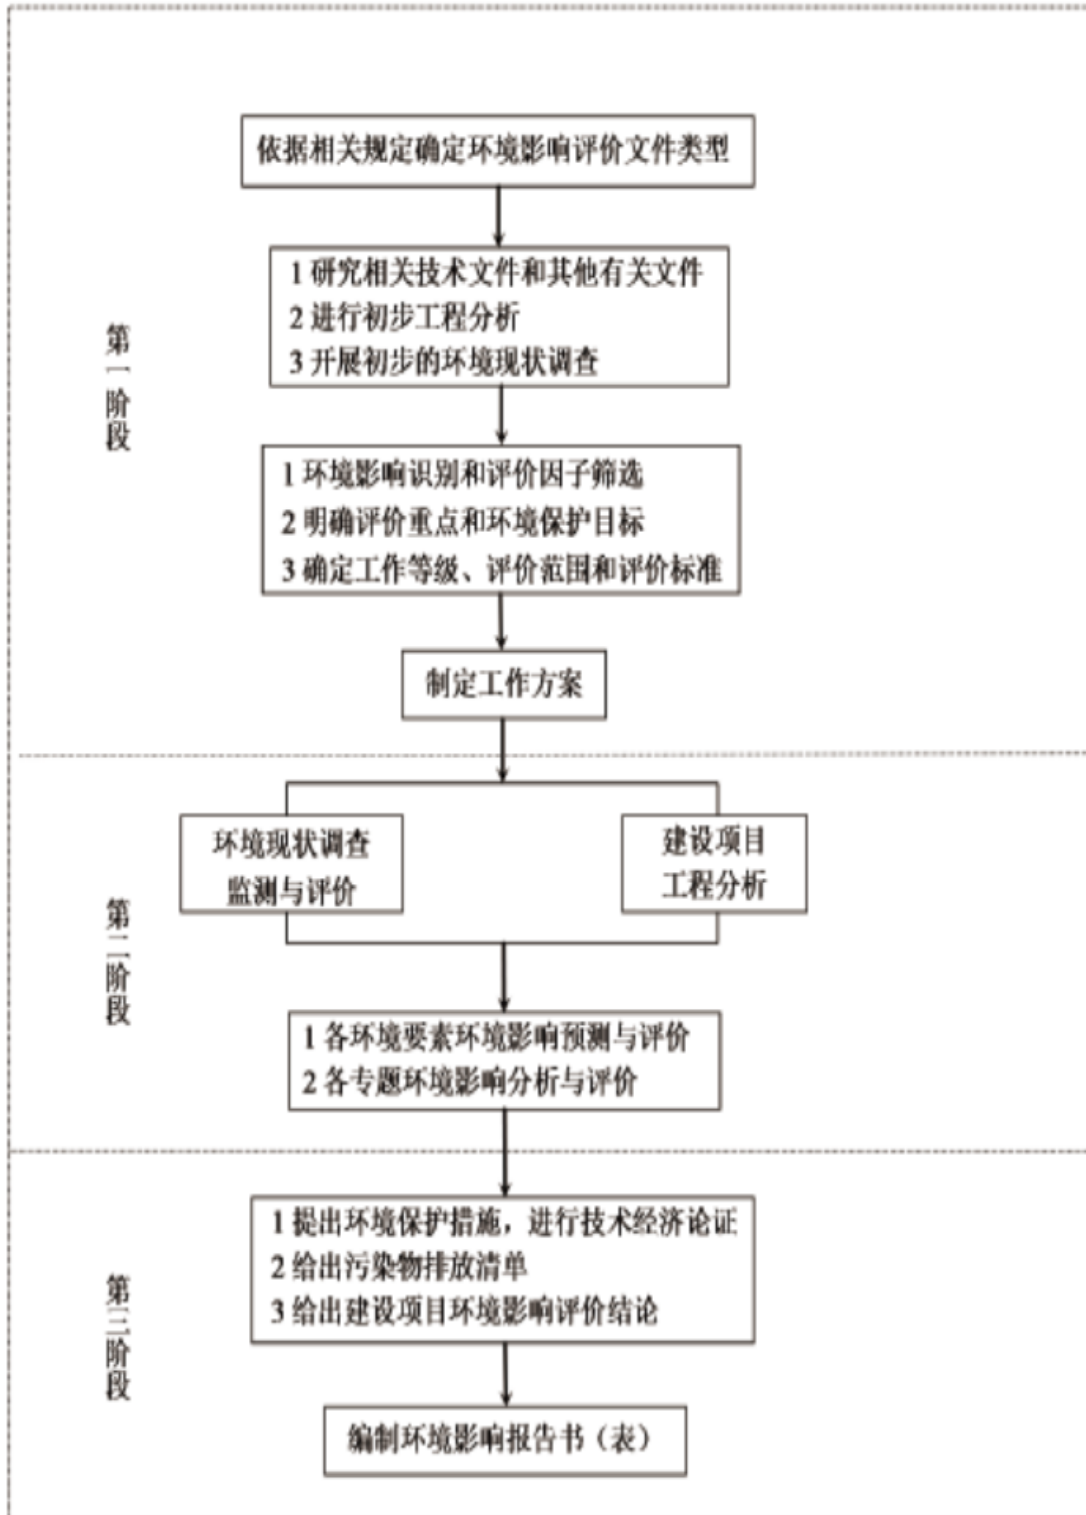 依据相关规定确定环境影响评价文件类型
1 研究相关技术文件和其他有关文件
2 进行初步工程分析
3 开展初步的环境现状调查
第一阶段
1 环境影响识别和评价因子筛选
2 明确评价重点和环境保护目标
3 确定工作等级、评价范围和评价标准
制定工作方案
环境现状调查
监测与评价
建设项目
工程分析
第二阶段
1 各环境要素环境影响预测与评价
2 各专题环境影响分析与评价
1 提出环境保护措施，进行技术经济论证
2 给出污染物排放清单
3 给出建设项目环境影响评价结论
第三阶段
编制环境影响报告书（表）